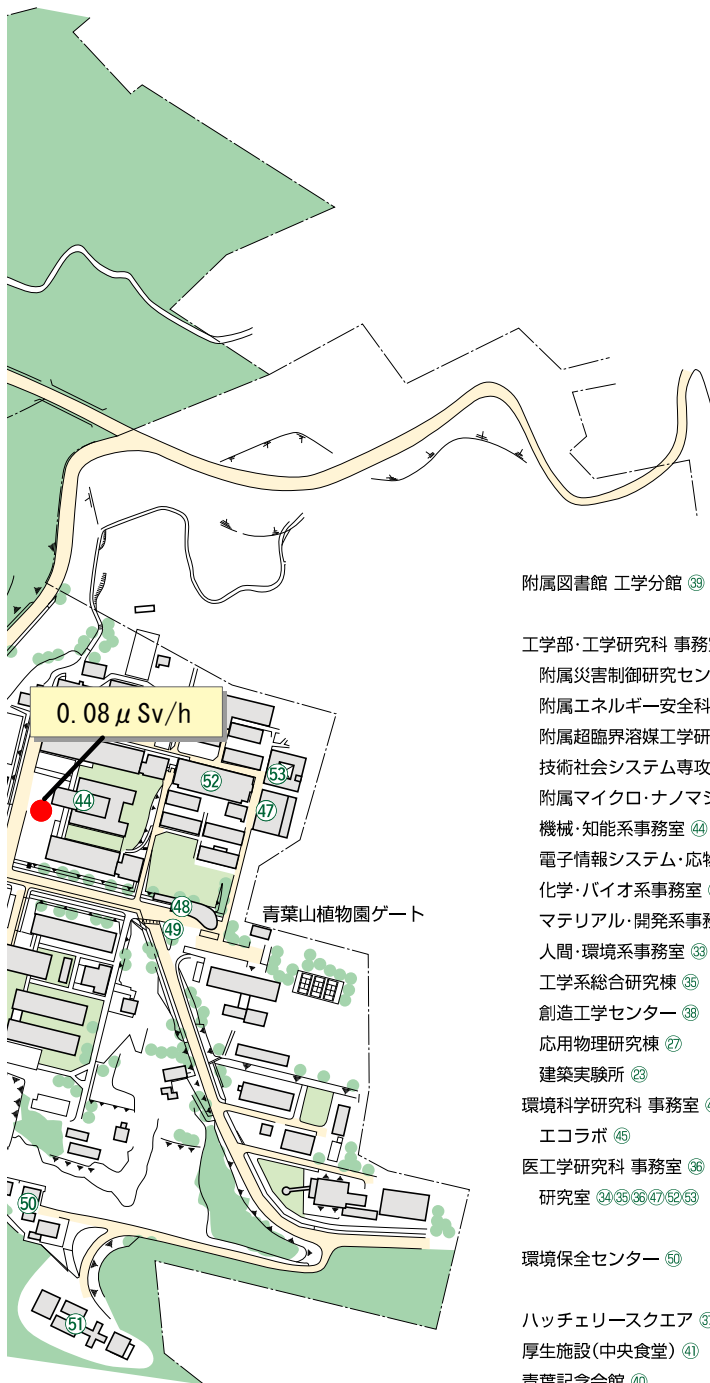 附属図書館 工学分館 ㊴
工学部・工学研究科 事務
附属災害制御研究セン
附属エネルギー安全科
附属超臨界溶媒工学研
0.08μSv/h
技術社会システム専攻
53
52
附属マイクロ・ナノマシ
44
47
機械・知能系事務室 ㊹
電子情報システム・応物
化学・バイオ系事務室
48
青葉山植物園ゲート
マテリアル・開発系事務
49
人間・環境系事務室 ㉝
工学系総合研究棟 ㉟
創造工学センター ㊳
応用物理研究棟 ㉗
建築実験所 ㉓
環境科学研究科 事務室
エコラボ ㊺
医工学研究科 事務室 ㊱
研究室 ㉞㉟㊱㊼52 53
50
環境保全センター ㊿
51
ハッチェリースクエア
厚生施設(中央食堂) ㊶
青葉記念会館 ㊵